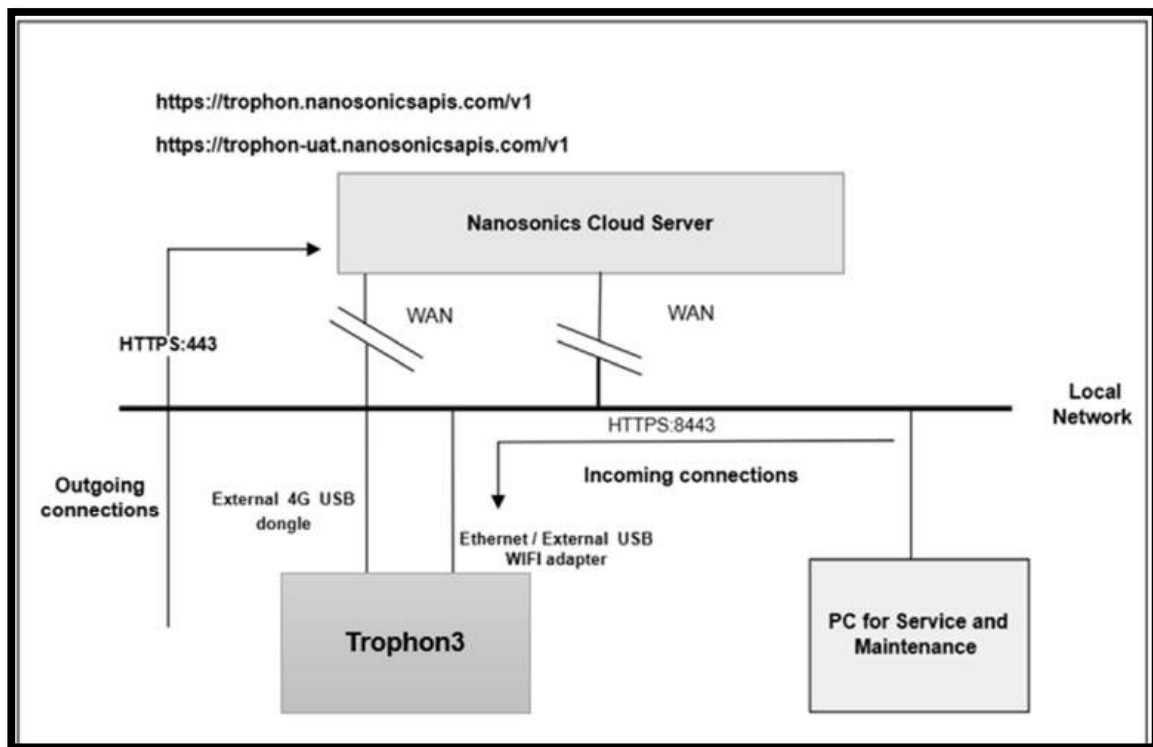 https://trophon.nanosonicsapis.com/v1
https://trophon-uat.nanosonicsapis.com/v1
Nanosonics Cloud Server
WAN
WAN
HTTPS:443
Local
Network
HTTPS:8443
Incoming connections
Outgoing
connections
External 4G USB
dongle
Ethernet / External USB
WIFI adapter
Trophon3
PC for Service and
Maintenance